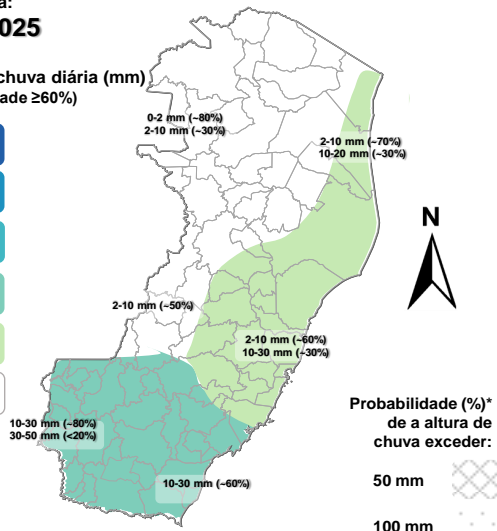 a:
025
chuva diária (mm)
ade ≥60%)
0-2 mm (~80%)
2-10 mm (~30%)
2-10 mm (~70%)
10-20 mm (~30%)
N
2-10 mm (~50%)
2-10 mm (~60%)
10-30 mm (~30%)
10-30 mm (~80%)
30-50 mm (<20%)
10-30 mm (~60%)
Probabilidade (%)*
de a altura de
chuva exceder:
50 mm
100 mm